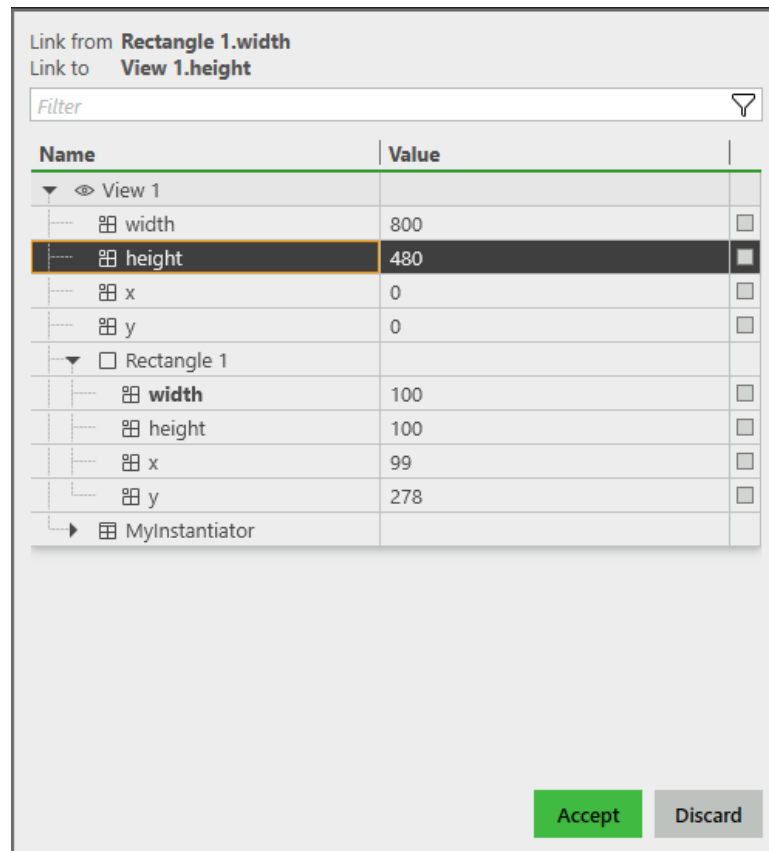 Link from Rectangle 1.width
Link to View 1.height
Filter
Name Value
View 1
width 800
height 480
x 0
y 0
Rectangle 1
width 100
height 100
x 99
y 278
MyInstantiator
Accept Discard